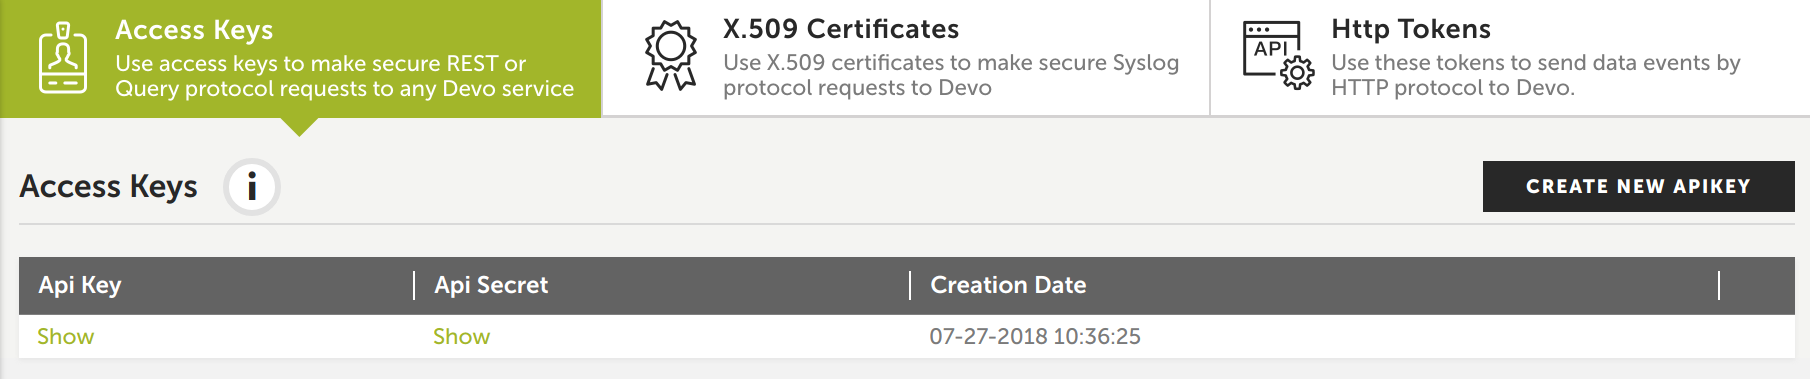 Access Keys
Use access keys to make secure REST or
Query protocol requests to any Devo service
X.509 Certificates
Use X.509 certificates to make secure Syslog
protocol requests to Devo
API
Http Tokens
Use these tokens to send data events by
HTTP protocol to Devo.
Access Keys i
CREATE NEW APIKEY
Api Key Api Secret Creation Date
Show Show 07-27-2018 10:36:25